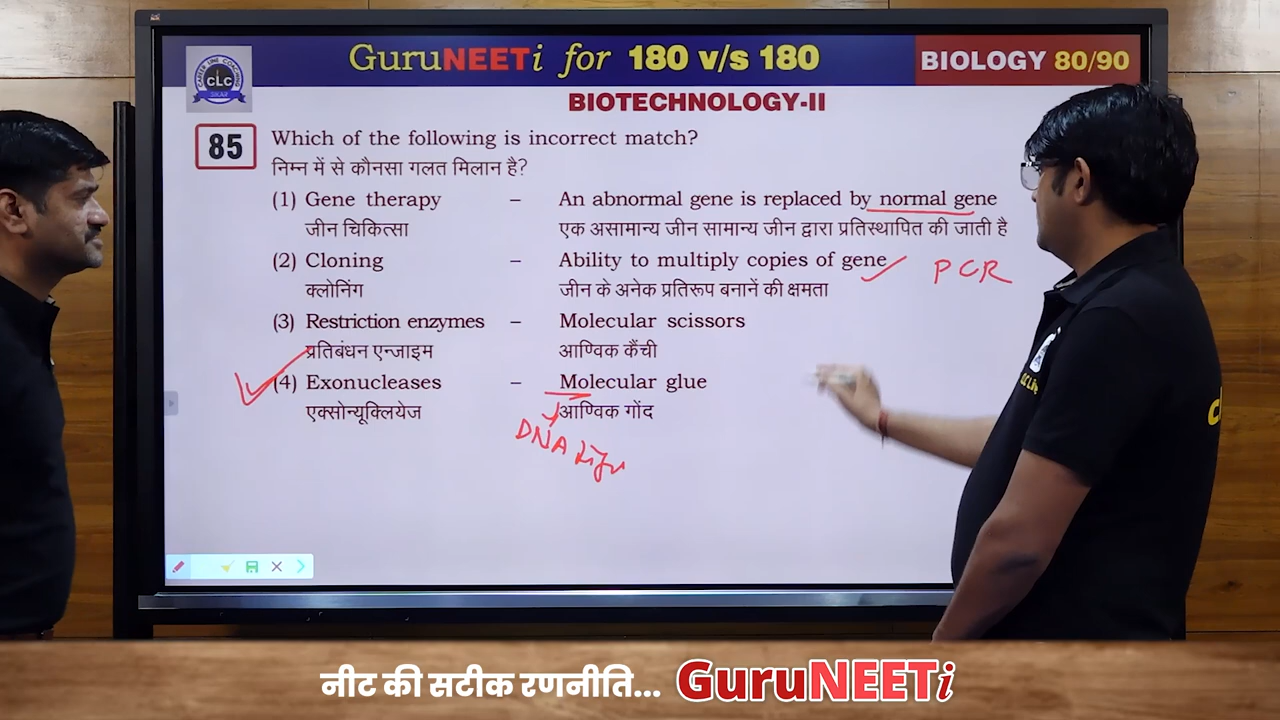 GuruNEETi for 180 v/s 180
BIOLOGY 80/90
CLC
BIOTECHNOLOGY-II
85
Which of the following is incorrect match?
निम्न में से कौनसा गलत मिलान है?
(1) Gene therapy – An abnormal gene is replaced by normal gene
जीन चिकित्सा एक असामान्य जीन सामान्य जीन द्वारा प्रतिस्थापित की जाती है
(2) Cloning – Ability to multiply copies of gene PCR
क्लोनिंग जीन के अनेक प्रतिरूप बनानें की क्षमता
(3) Restriction enzymes – Molecular scissors
प्रतिबंधन एन्जाइम आण्विक कैंची
(4) Exonucleases – Molecular glue
एक्सोन्यूक्लियेज आण्विक गोंद
DNA
नीट की सटीक रणनीति... GuruNEETi